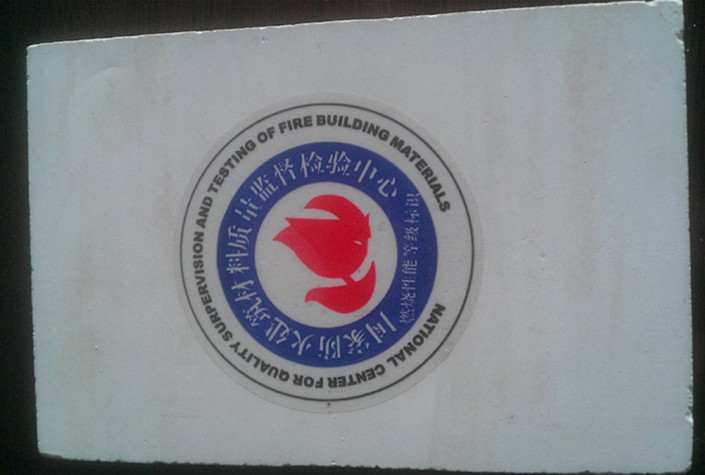 NATIONAL CENTER FOR QUALITY SURPERVISION AND TESTING OF FIRE BUILDING MATERIALS
国家防火建筑材料质量监督检验中心
燃烧性能等级标识